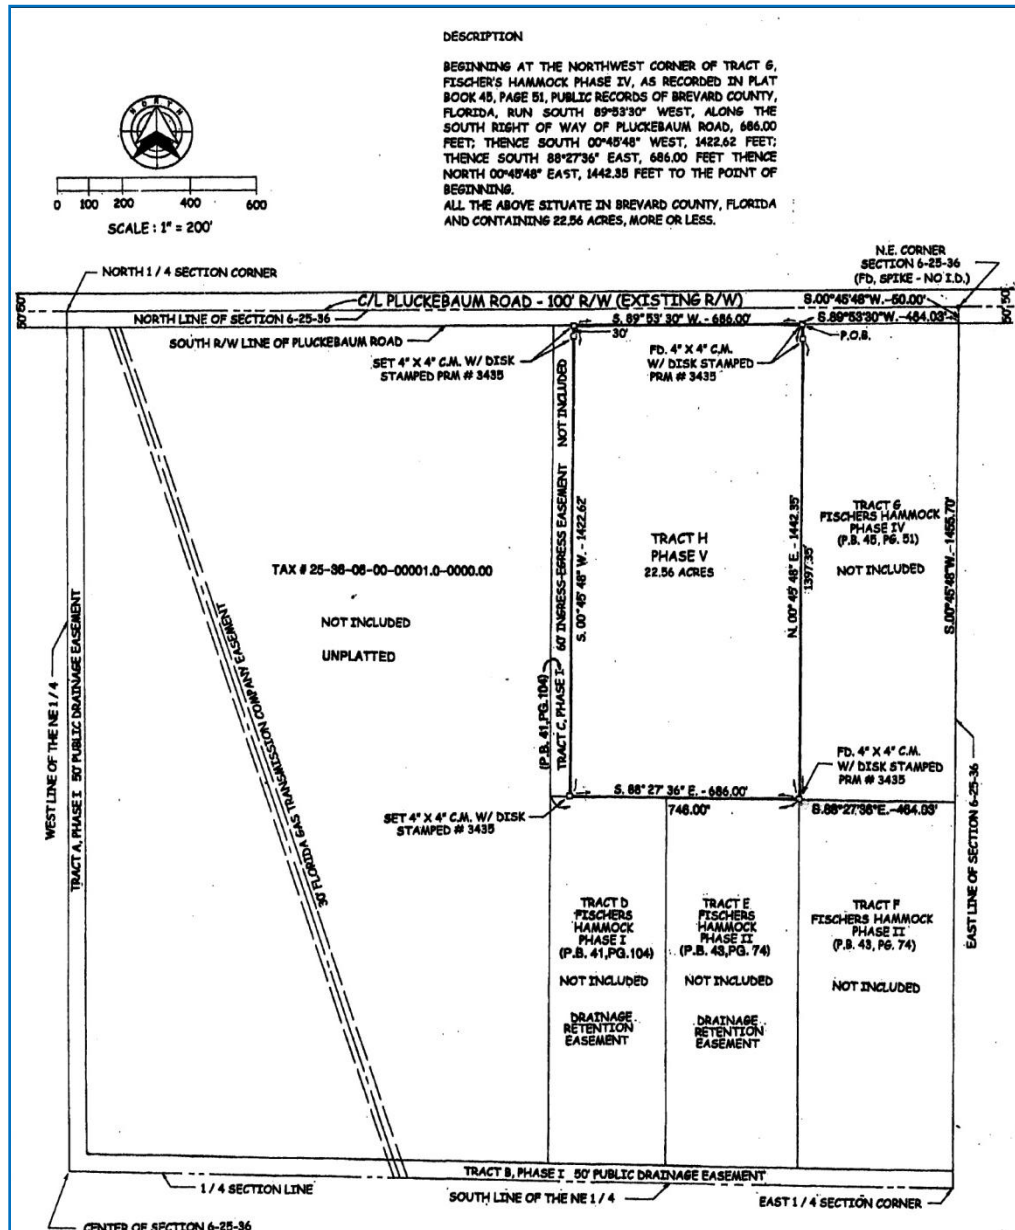 DESCRIPTION
BEGINNING AT THE NORTHWEST CORNER OF TRACT G,
FISCHER'S HAMMOCK PHASE IV, AS RECORDED IN PLAT
BOOK 45, PAGE 51, PUBLIC RECORDS OF BREVARD COUNTY,
FLORIDA, RUN SOUTH 89°53'30" WEST, ALONG THE
SOUTH RIGHT OF WAY OF PLUCKEBAUM ROAD, 686.00
FEET; THENCE SOUTH 00°45'48" WEST, 1422.62 FEET;
THENCE SOUTH 88°27'36" EAST, 686.00 FEET THENCE
NORTH 00°45'48" EAST, 1442.35 FEET TO THE POINT OF
BEGINNING.
ALL THE ABOVE SITUATE IN BREVARD COUNTY, FLORIDA
AND CONTAINING 22.56 ACRES, MORE OR LESS.
NORTH
0 100 200 400 600
SCALE : 1" = 200'
N.E. CORNER
SECTION 6-25-36
(FD, SPIKE - NO I.D.)
NORTH 1 / 4 SECTION CORNER
50' 50'
C/L PLUCKEBAUM ROAD - 100' R/W (EXISTING R/W)
S.00°45'48"W.-50.00'
50' 50'
NORTH LINE OF SECTION 6-25-36
S. 89° 53' 30" W. - 686.00'
S.89°53'30"W.-464.03'
SOUTH R/W LINE OF PLUCKEBAUM ROAD
30'
P.O.B.
SET 4" X 4" C.M. W/ DISK
STAMPED PRM # 3435
FD. 4" X 4" C.M.
W/ DISK STAMPED
PRM # 3435
TRACT C, PHASE I- 60' INGRESS-EGRESS EASEMENT NOT INCLUDED
(P.B. 41,PG.104)
S. 00° 45' 48" W. - 1422.62'
TRACT H
PHASE V
22.56 ACRES
N. 00° 45' 48" E. - 1442.35'
1397.35'
TRACT G
FISCHERS HAMMOCK
PHASE IV
(P.B. 45, PG. 51)
NOT INCLUDED
S.00°45'48"W.-1455.70'
TAX # 25-36-06-00-00001.0-0000.00
NOT INCLUDED
UNPLATTED
WEST LINE OF THE NE 1 / 4
TRACT A, PHASE I 50' PUBLIC DRAINAGE EASEMENT
30' FLORIDA GAS TRANSMISSION COMPANY EASEMENT
EAST LINE OF SECTION 6-25-36
FD. 4" X 4" C.M.
W/ DISK STAMPED
PRM # 3435
S. 88° 27' 36" E. - 686.00'
746.00"
S.88°27'36"E.-464.03'
SET 4" X 4" C.M. W/ DISK
STAMPED # 3435
TRACT D
FISCHERS
HAMMOCK
PHASE I
(P.B. 41,PG.104)
NOT INCLUDED
DRAINAGE
RETENTION
EASEMENT
TRACT E
FISCHERS
HAMMOCK
PHASE II
(P.B. 43,PG. 74)
NOT INCLUDED
DRAINAGE
RETENTION
EASEMENT
TRACT F
FISCHERS HAMMOCK
PHASE II
(P.B. 43, PG. 74)
NOT INCLUDED
TRACT B, PHASE I 50' PUBLIC DRAINAGE EASEMENT
1 / 4 SECTION LINE
SOUTH LINE OF THE NE 1 / 4
EAST 1 / 4 SECTION CORNER
CENTER OF SECTION 6-25-36